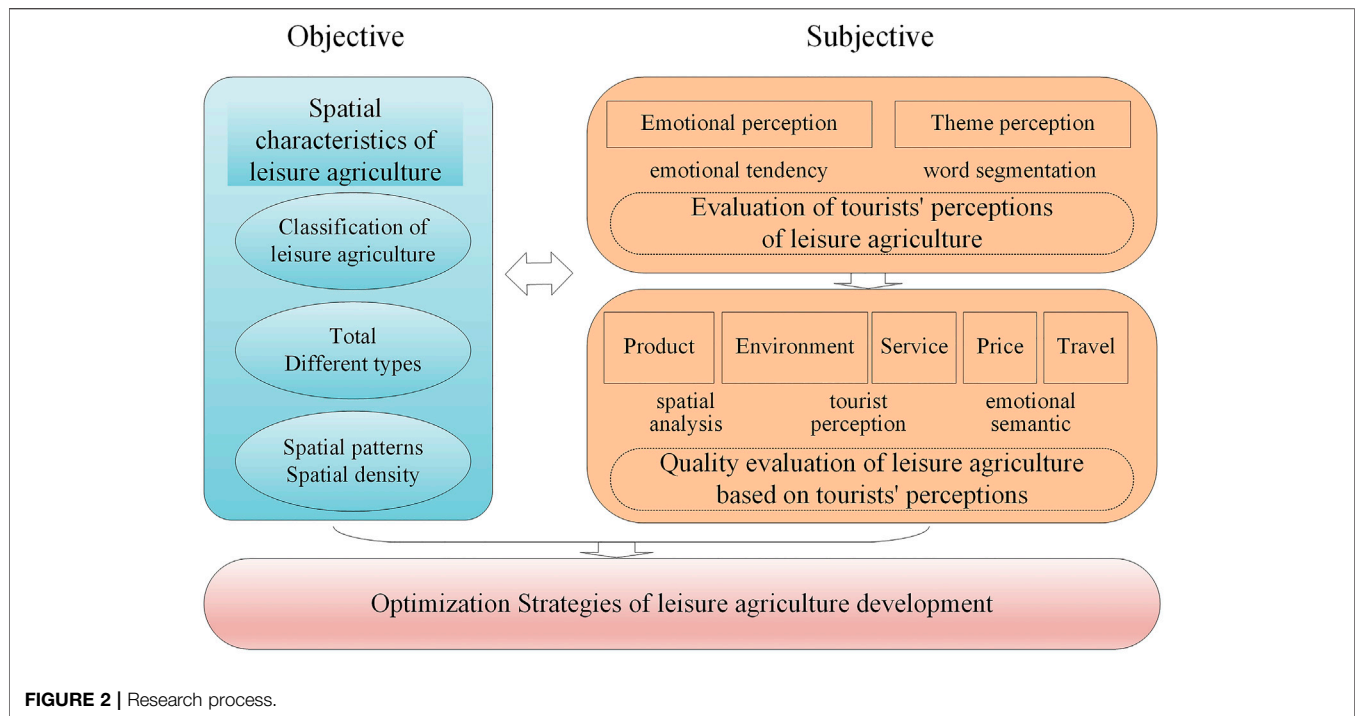 Objective
Subjective
Spatial
characteristics of
leisure agriculture
Classification of
leisure agriculture
Total
Different types
Spatial patterns
Spatial density
Emotional perception
Theme perception
emotional tendency
word segmentation
Evaluation of tourists' perceptions
of leisure agriculture
Product
Environment
Service
Price
Travel
spatial
analysis
tourist
perception
emotional
semantic
Quality evaluation of leisure agriculture
based on tourists' perceptions
Optimization Strategies of leisure agriculture development
FIGURE 2 | Research process.